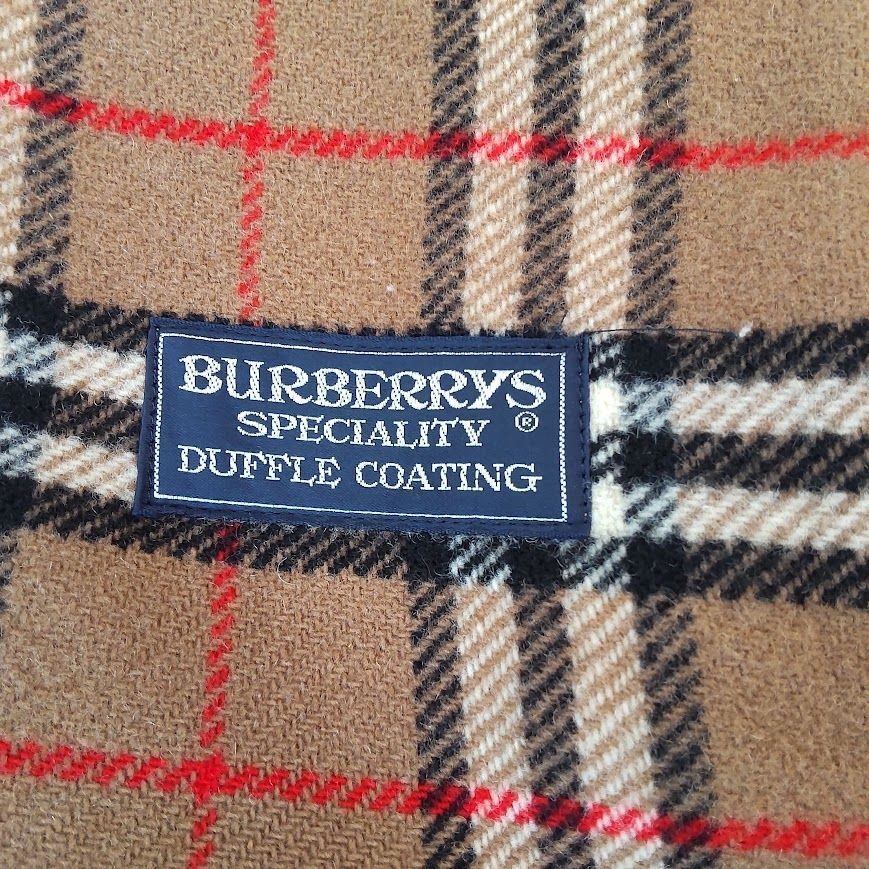 BURBERRYS
SPECIALITY ®
DUFFLE COATING